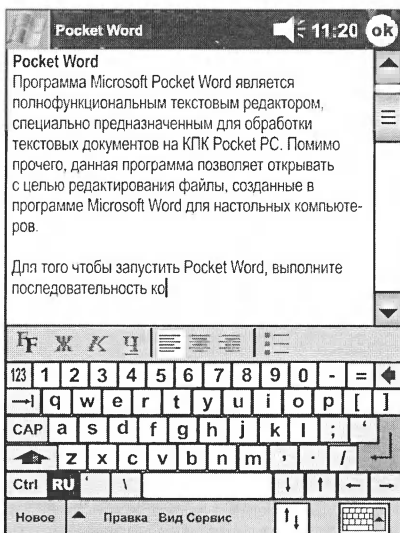 Pocket Word 11:20 ok
Pocket Word
Программа Microsoft Pocket Word является
полнофункциональным текстовым редактором,
специально предназначенным для обработки
текстовых документов на КПК Pocket PC. Помимо
прочего, данная программа позволяет открывать
с целью редактирования файлы, созданные в
программе Microsoft Word для настольных компьюте-
ров.
Для того чтобы запустить Pocket Word, выполните
последовательность ко
FF Ж К Ч
123 1 2 3 4 5 6 7 8 9 0 - =
q w e r t y u i o p [ ]
CAP a s d f g h j k l ; '
z x c v b n m , . /
Ctrl RU ` \
Новое Правка Вид Сервис